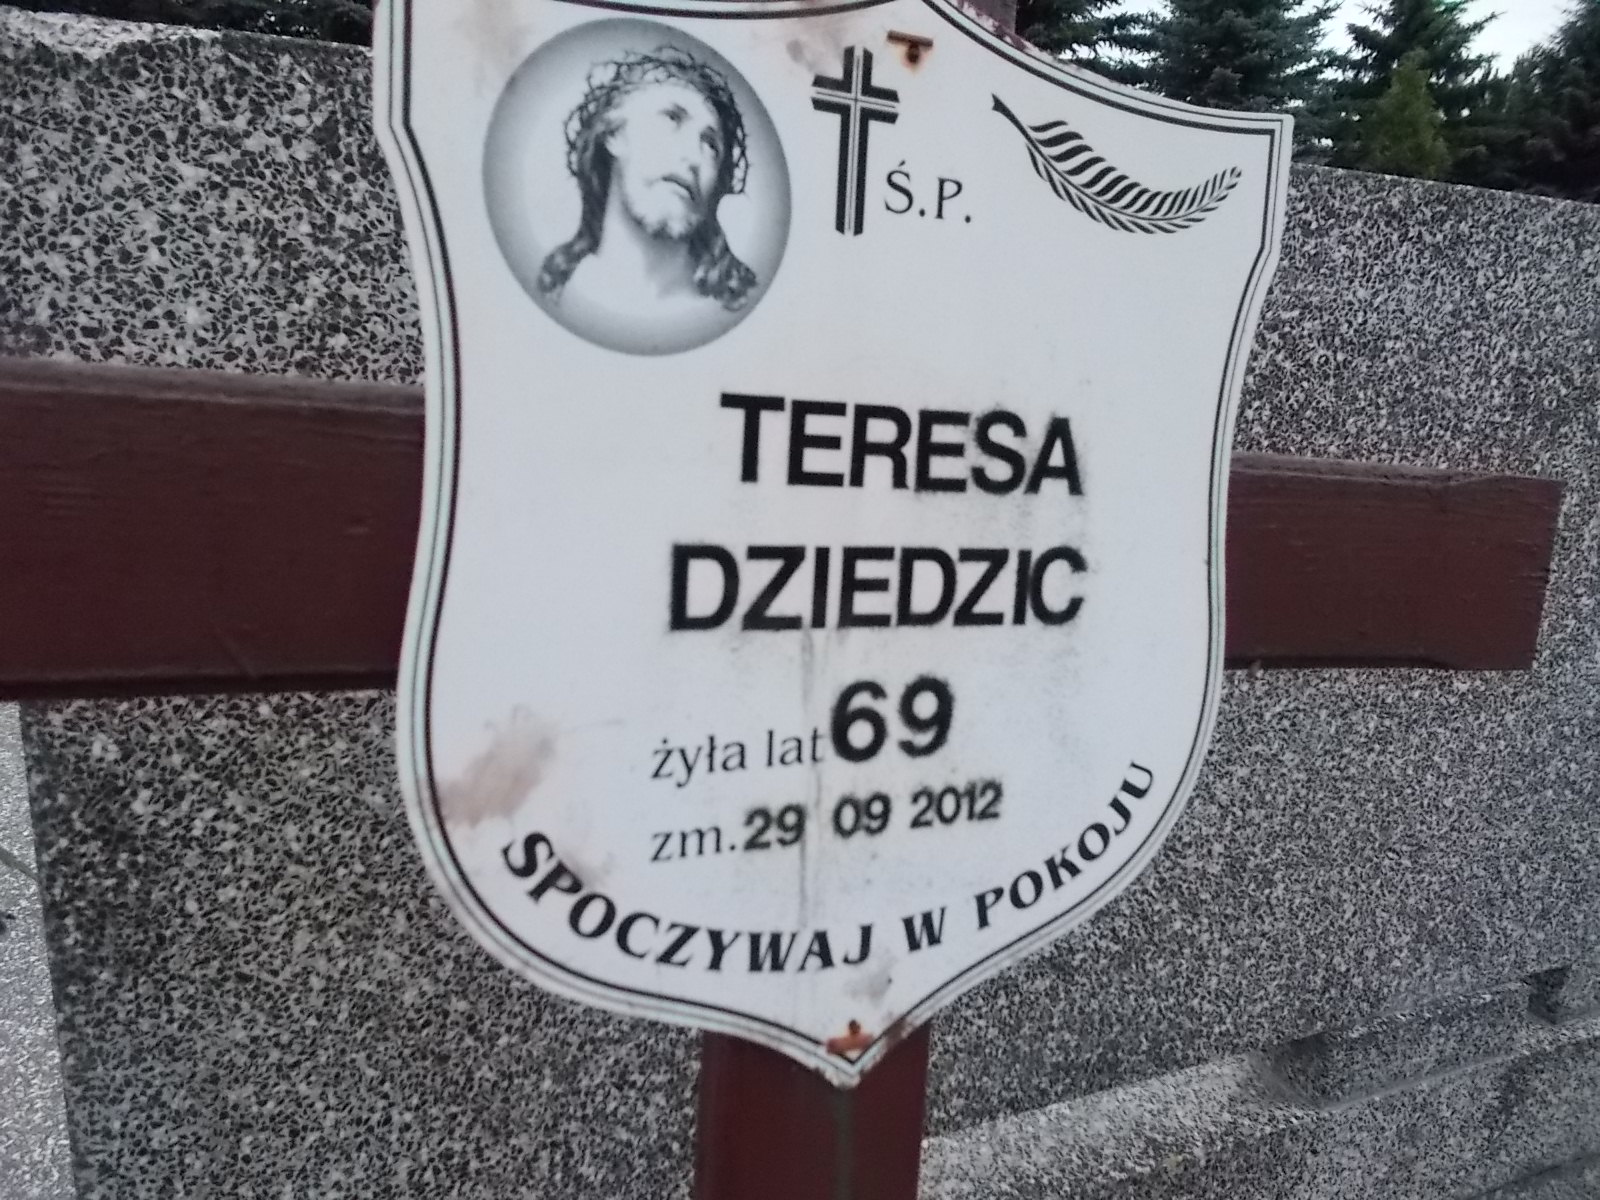 Ś.P.
TERESA
DZIEDZIC
żyła lat 69
zm. 29 09 2012
SPOCZYWAJ W POKOJU